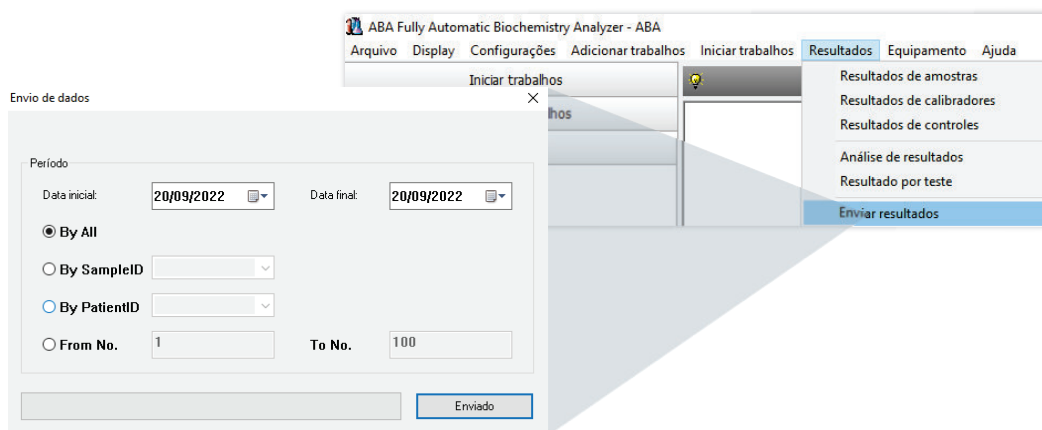 ABA Fully Automatic Biochemistry Analyzer - ABA
Arquivo Display Configurações Adicionar trabalhos Iniciar trabalhos Resultados Equipamento Ajuda
Iniciar trabalhos
lhos
Resultados de amostras
Resultados de calibradores
Resultados de controles
Análise de resultados
Resultado por teste
Enviar resultados
Envio de dados
Período
Data inicial: 20/09/2022 Data final: 20/09/2022
By All
By SampleID
By PatientID
From No. 1 To No. 100
Enviado